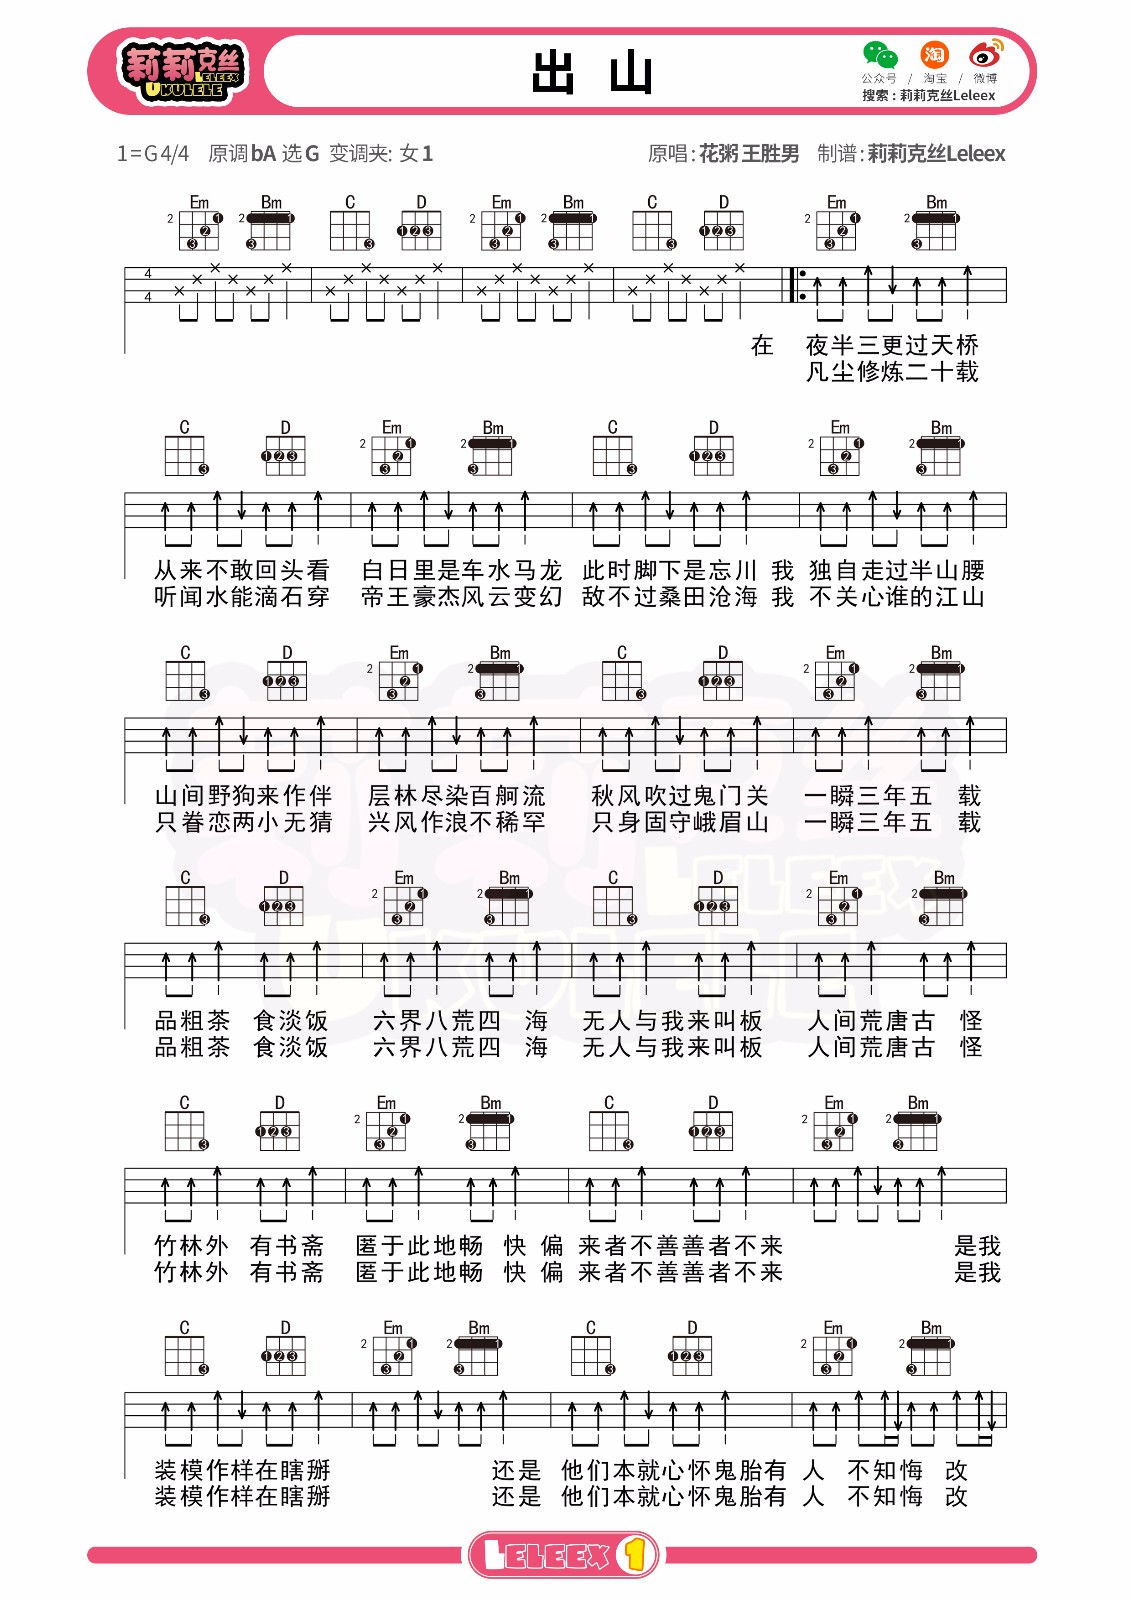 莉莉克丝
LELEEX
UKULELE
出 山
公众号 / 淘宝 / 微博
搜索：莉莉克丝Leleex
1=G 4/4 原调 bA 选 G 变调夹: 女 1
原唱：花粥 王胜男 制谱：莉莉克丝Leleex
Em Bm C D Em Bm C D Em Bm
在 夜半三更过天桥
凡尘修炼二十载
C D Em Bm C D Em Bm
从来不敢回头看 白日里是车水马龙 此时脚下是忘川 我 独自走过半山腰
听闻水能滴石穿 帝王豪杰风云变幻 敌不过桑田沧海 我 不关心谁的江山
C D Em Bm C D Em Bm
山间野狗来作伴 层林尽染百舸流 秋风吹过鬼门关 一瞬三年五 载
只眷恋两小无猜 兴风作浪不稀罕 只身固守峨眉山 一瞬三年五 载
C D Em Bm C D Em Bm
品粗茶 食淡饭 六界八荒四 海 无人与我来叫板 人间荒唐古 怪
品粗茶 食淡饭 六界八荒四 海 无人与我来叫板 人间荒唐古 怪
C D Em Bm C D Em Bm
竹林外 有书斋 匿于此地畅 快 偏 来者不善善者不来 是我
竹林外 有书斋 匿于此地畅 快 偏 来者不善善者不来 是我
C D Em Bm C D Em Bm
装模作样在瞎掰 还是 他们本就心怀鬼胎有 人 不知悔 改
装模作样在瞎掰 还是 他们本就心怀鬼胎有 人 不知悔 改
LELEEX 1